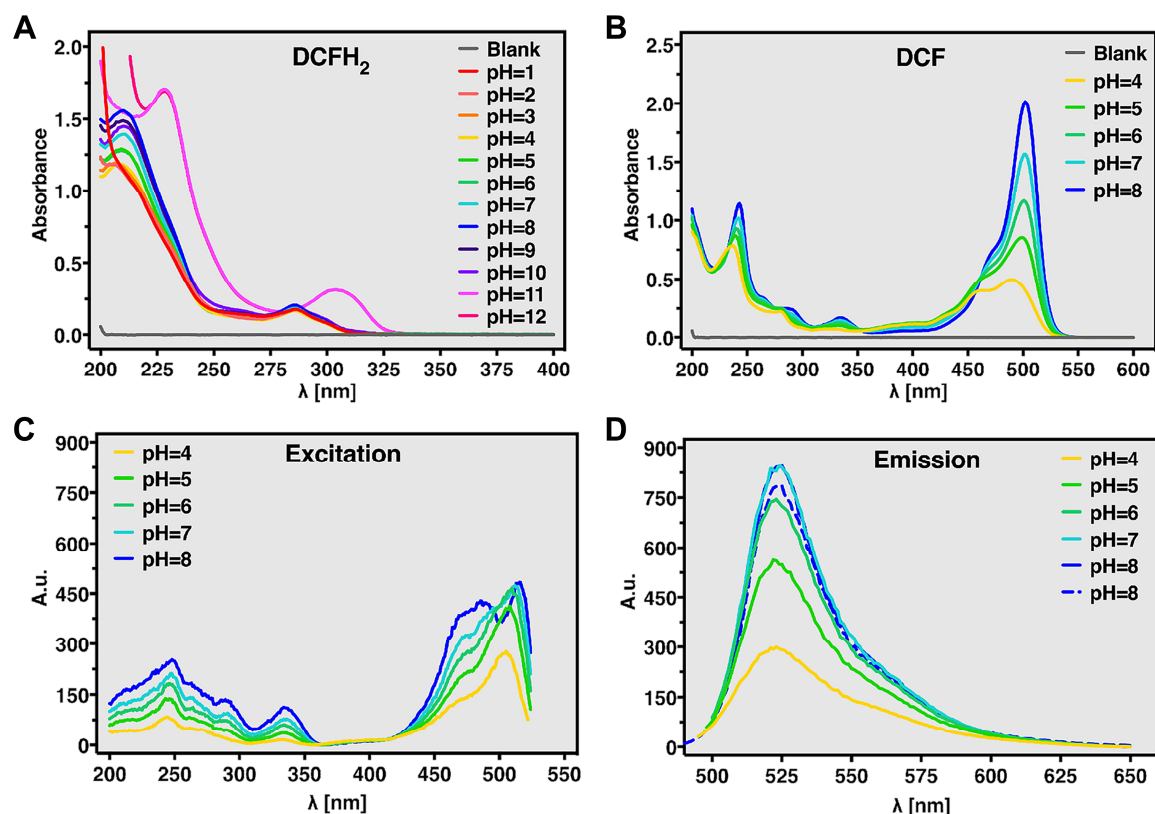 A
DCFH2
Absorbance
2.0
1.5
1.0
0.5
0.0
200 225 250 275 300 325 350 375 400
λ [nm]
Blank
pH=1
pH=2
pH=3
pH=4
pH=5
pH=6
pH=7
pH=8
pH=9
pH=10
pH=11
pH=12
B
DCF
Absorbance
2.5
2.0
1.5
1.0
0.5
0.0
200 250 300 350 400 450 500 550 600
λ [nm]
Blank
pH=4
pH=5
pH=6
pH=7
pH=8
C
Excitation
A.u.
900
750
600
450
300
150
0
200 250 300 350 400 450 500 550
λ [nm]
pH=4
pH=5
pH=6
pH=7
pH=8
D
Emission
A.u.
900
750
600
450
300
150
0
500 525 550 575 600 625 650
λ [nm]
pH=4
pH=5
pH=6
pH=7
pH=8
pH=8